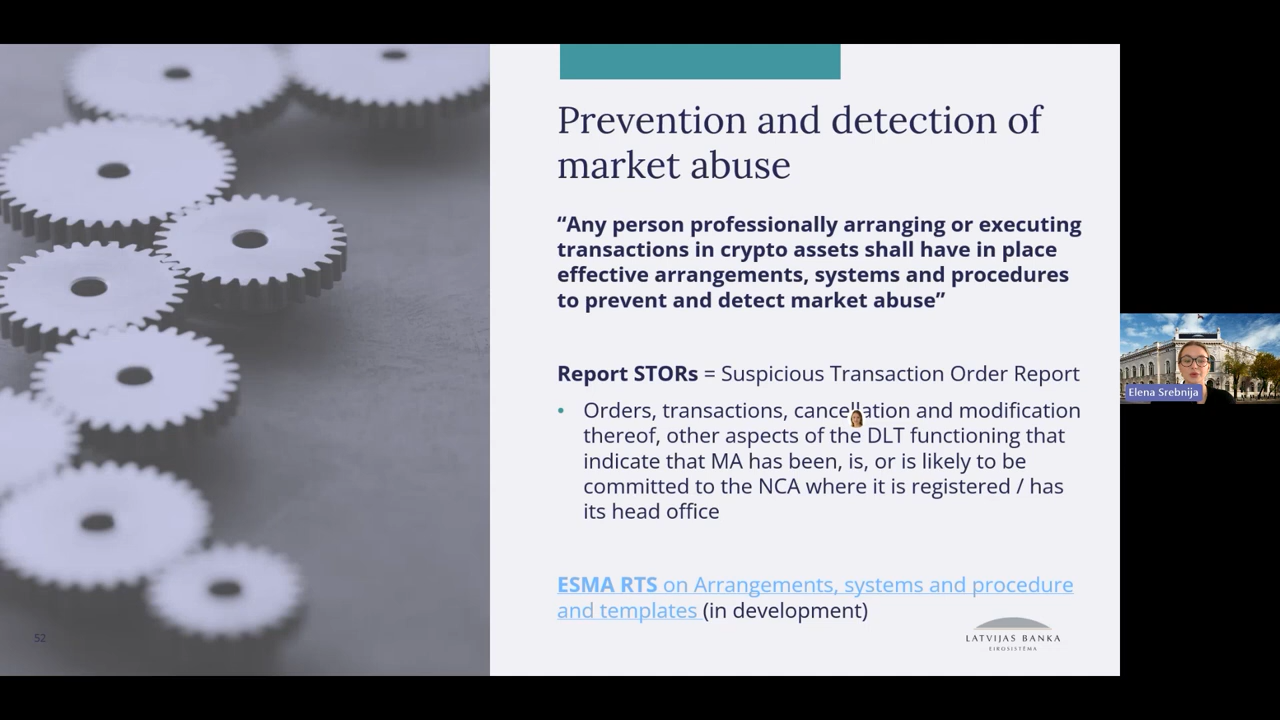 Prevention and detection of
market abuse
“Any person professionally arranging or executing
transactions in crypto assets shall have in place
effective arrangements, systems and procedures
to prevent and detect market abuse”
Report STORs = Suspicious Transaction Order Report
• Orders, transactions, cancellation and modification
thereof, other aspects of the DLT functioning that
indicate that MA has been, is, or is likely to be
committed to the NCA where it is registered / has
its head office
ESMA RTS on Arrangements, systems and procedure
and templates (in development)
52
LATVIJAS BANKA
EIROSISTĒMA
Elena Srebnija